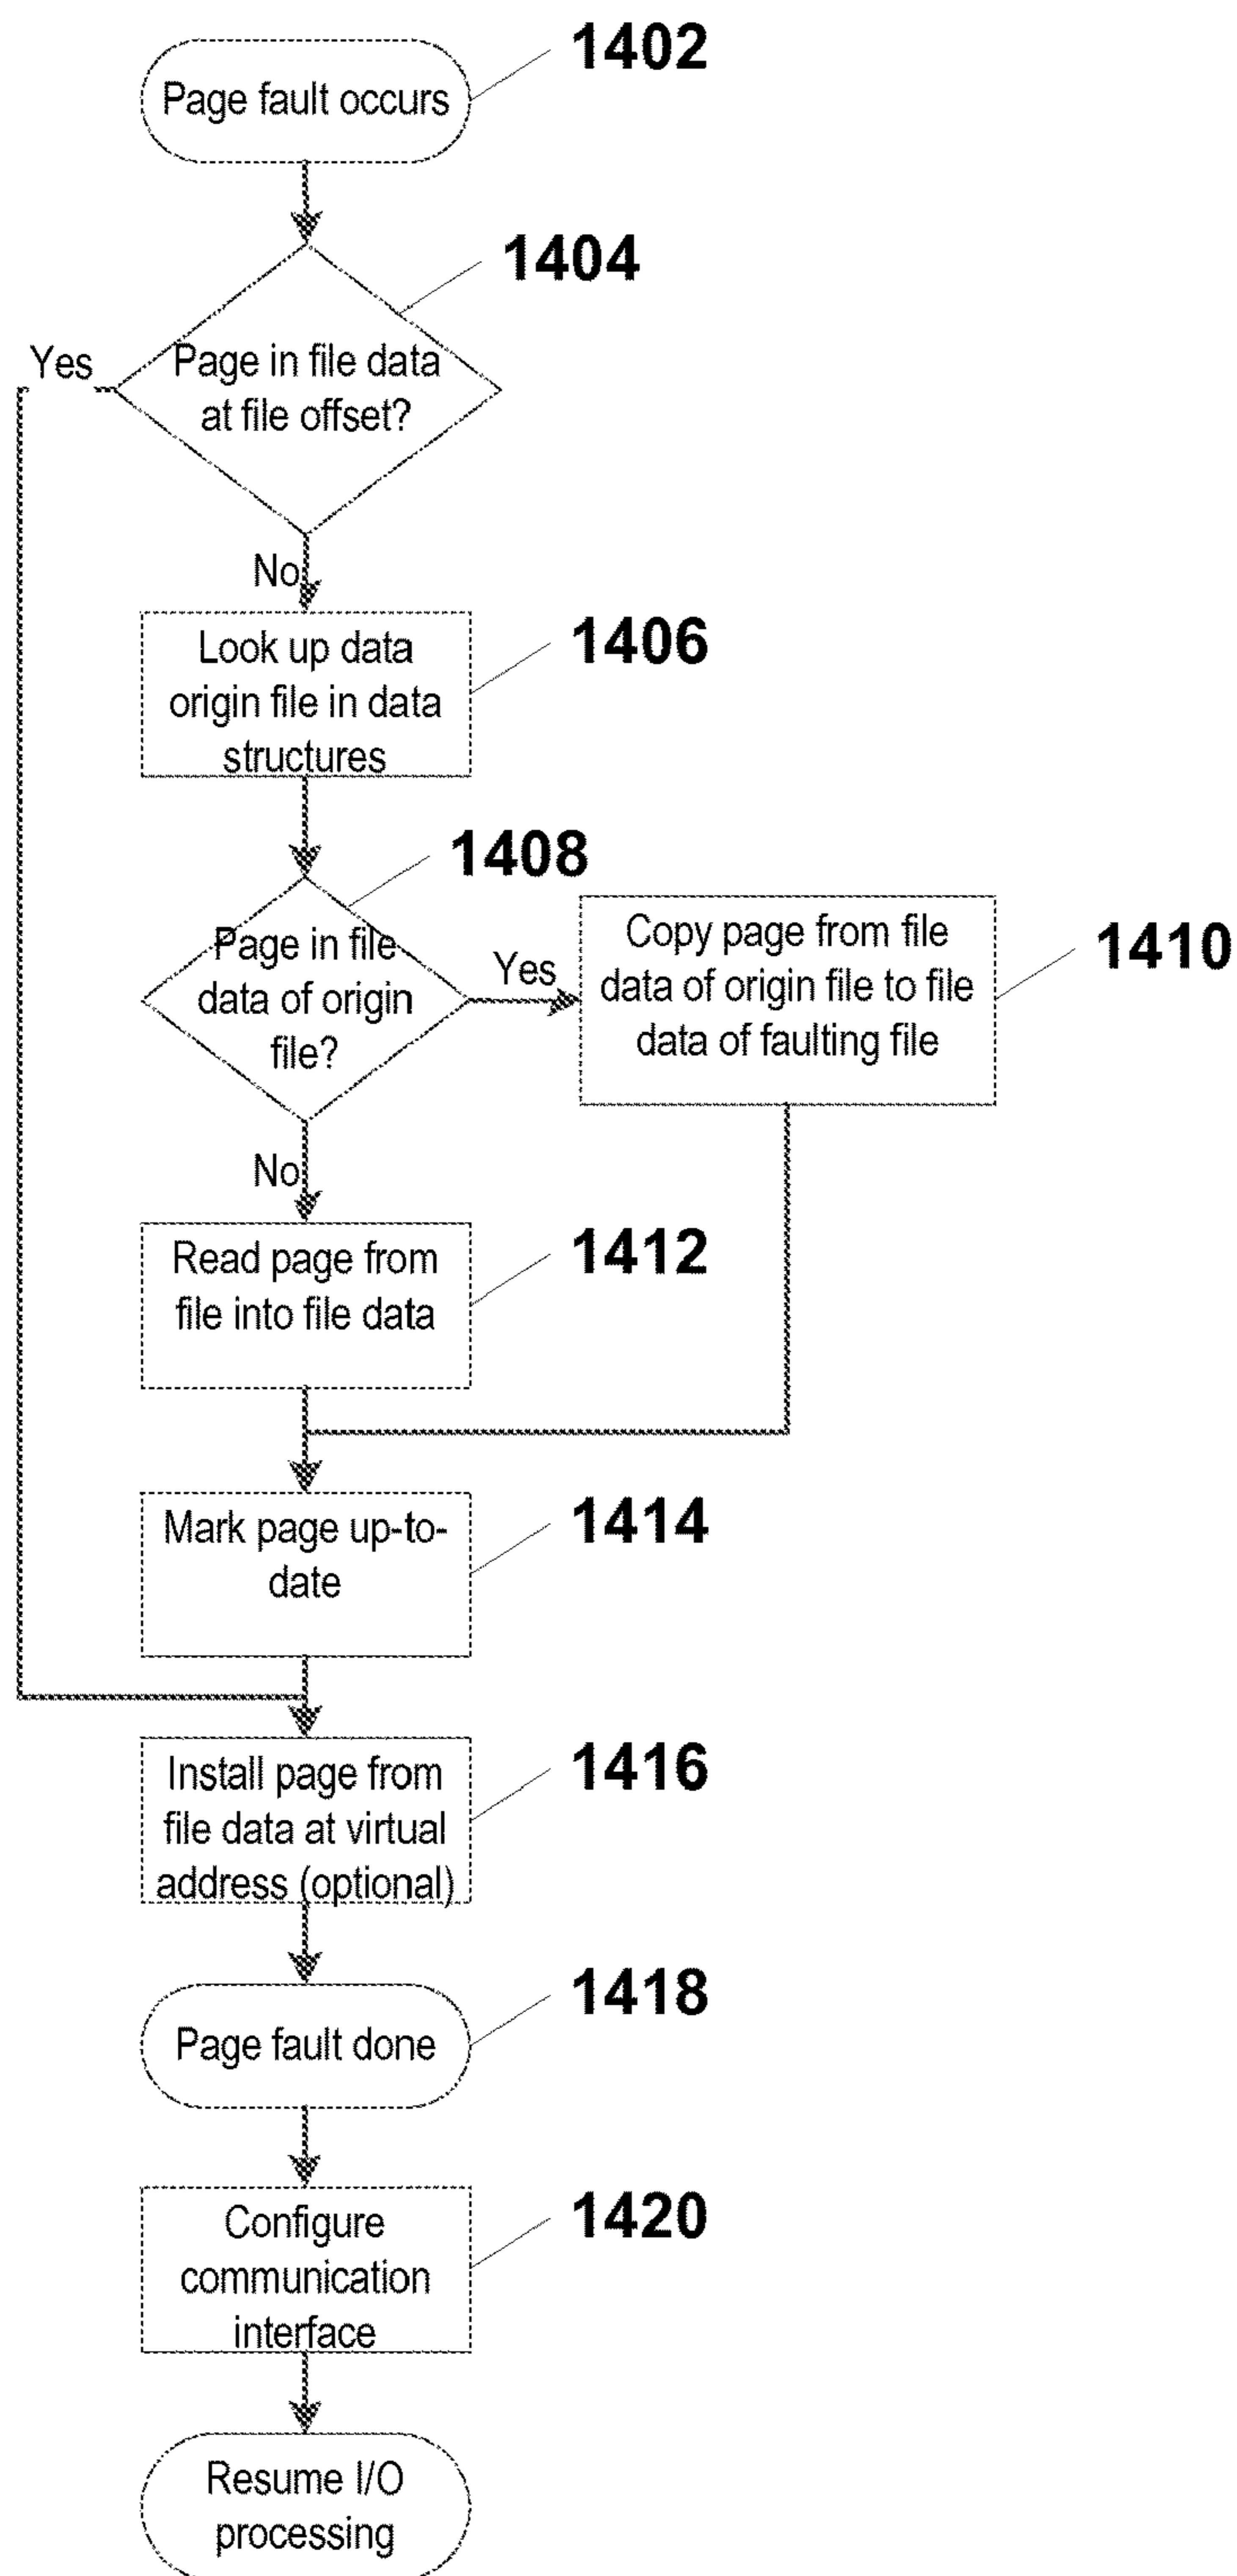 1402
Page fault occurs
1404
Yes
Page in file data
at file offset?
No
1406
Look up data
origin file in data
structures
1408
Page in file
data of origin
file?
Yes
Copy page from file
data of origin file to file
data of faulting file
1410
No
1412
Read page from
file into file data
1414
Mark page up-to-
date
1416
Install page from
file data at virtual
address (optional)
1418
Page fault done
1420
Configure
communication
interface
Resume I/O
processing